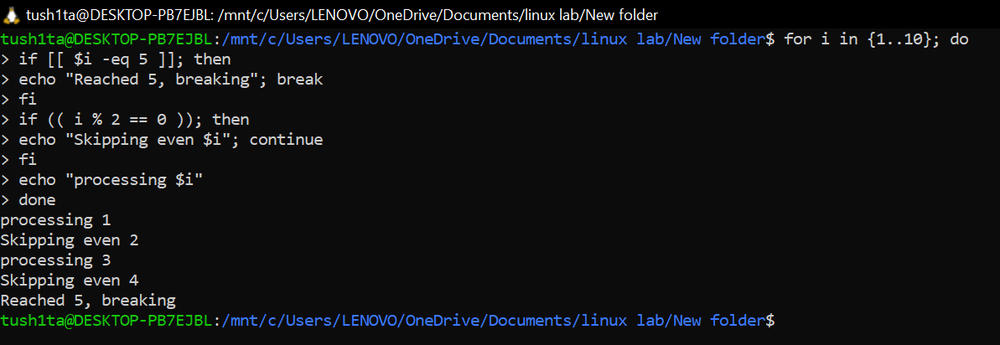 tush1ta@DESKTOP-PB7EJBL: /mnt/c/Users/LENOVO/OneDrive/Documents/linux lab/New folder
tush1ta@DESKTOP-PB7EJBL:/mnt/c/Users/LENOVO/OneDrive/Documents/linux lab/New folder$ for i in {1..10}; do
> if [[ $i -eq 5 ]]; then
> echo "Reached 5, breaking"; break
> fi
> if (( i % 2 == 0 )); then
> echo "Skipping even $i"; continue
> fi
> echo "processing $i"
> done
processing 1
Skipping even 2
processing 3
Skipping even 4
Reached 5, breaking
tush1ta@DESKTOP-PB7EJBL:/mnt/c/Users/LENOVO/OneDrive/Documents/linux lab/New folder$